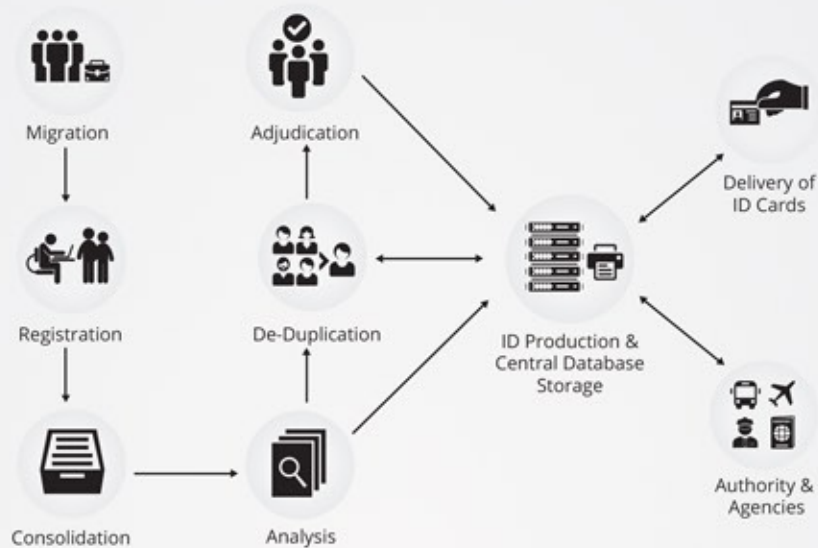 Migration
Adjudication
Delivery of
ID Cards
Registration
De-Duplication
ID Production &
Central Database
Storage
Consolidation
Analysis
Authority &
Agencies